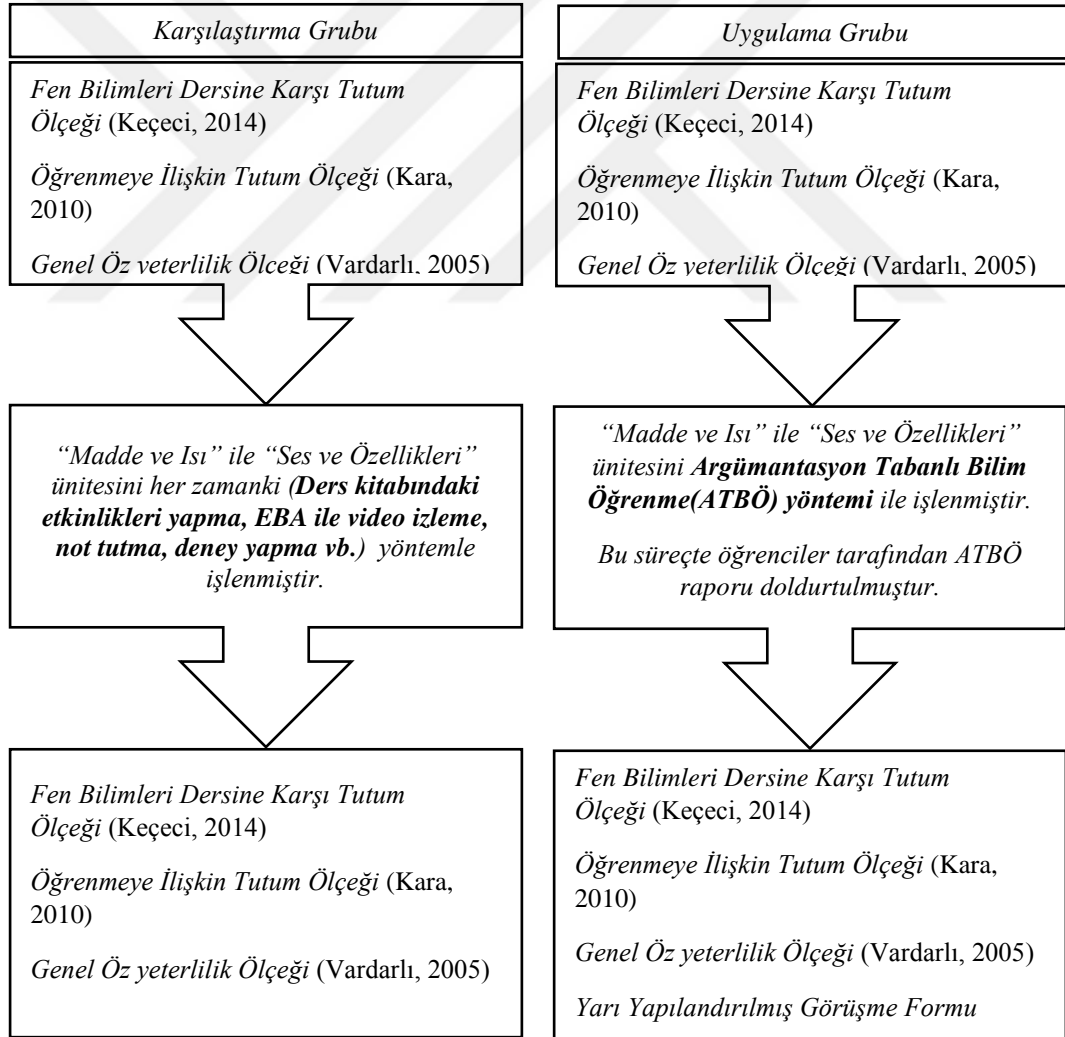 Karşılaştırma Grubu
Fen Bilimleri Dersine Karşı Tutum
Ölçeği (Keçeci, 2014)
Öğrenmeye İlişkin Tutum Ölçeği (Kara,
2010)
Genel Öz yeterlilik Ölçeği (Vardarlı, 2005)
“Madde ve Isı” ile “Ses ve Özellikleri”
ünitesini her zamanki (Ders kitabındaki
etkinlikleri yapma, EBA ile video izleme,
not tutma, deney yapma vb.) yöntemle
işlenmiştir.
Fen Bilimleri Dersine Karşı Tutum
Ölçeği (Keçeci, 2014)
Öğrenmeye İlişkin Tutum Ölçeği (Kara,
2010)
Genel Öz yeterlilik Ölçeği (Vardarlı, 2005)
Uygulama Grubu
Fen Bilimleri Dersine Karşı Tutum
Ölçeği (Keçeci, 2014)
Öğrenmeye İlişkin Tutum Ölçeği (Kara,
2010)
Genel Öz yeterlilik Ölçeği (Vardarlı, 2005)
“Madde ve Isı” ile “Ses ve Özellikleri”
ünitesini Argümantasyon Tabanlı Bilim
Öğrenme(ATBÖ) yöntemi ile işlenmiştir.
Bu süreçte öğrenciler tarafından ATBÖ
raporu doldurtulmuştur.
Fen Bilimleri Dersine Karşı Tutum
Ölçeği (Keçeci, 2014)
Öğrenmeye İlişkin Tutum Ölçeği (Kara,
2010)
Genel Öz yeterlilik Ölçeği (Vardarlı, 2005)
Yarı Yapılandırılmış Görüşme Formu